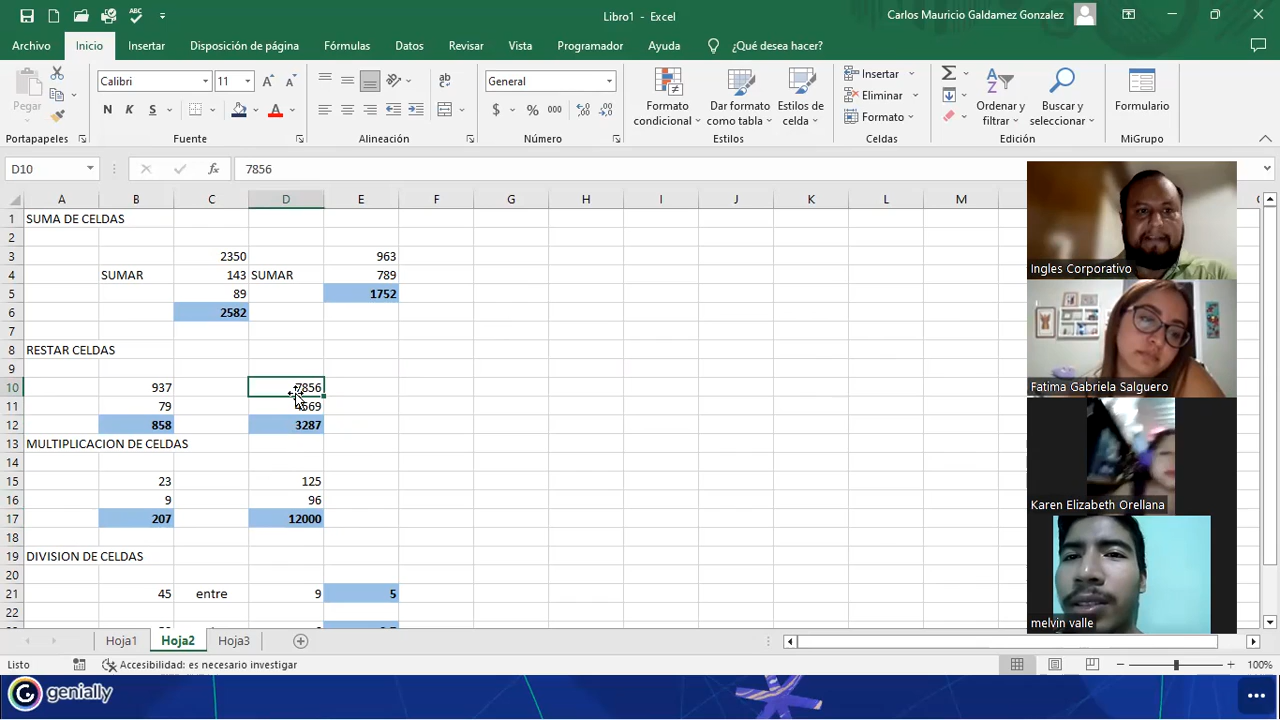 Libro1 - Excel
Carlos Mauricio Galdamez Gonzalez
Archivo Inicio Insertar Disposición de página Fórmulas Datos Revisar Vista Programador Ayuda ¿Qué desea hacer?
Pegar
Calibri 11
N K S
General
$ % 000
Formato condicional
Dar formato como tabla
Estilos de celda
Insertar
Eliminar
Formato
Ordenar y filtrar
Buscar y seleccionar
Formulario
Portapapeles Fuente Alineación Número Estilos Celdas Edición MiGrupo
D10 fx 7856
A B C D E F G H I J K L M
1 SUMA DE CELDAS
2
3 2350 963
4 SUMAR 143 SUMAR 789
5 89 1752
6 2582
7
8 RESTAR CELDAS
9
10 937 7856
11 79
12 858 3287
13 MULTIPLICACION DE CELDAS
14
15 23 125
16 9 96
17 207 12000
18
19 DIVISION DE CELDAS
20
21 45 entre 9 5
22
Hoja1 Hoja2 Hoja3
Listo Accesibilidad: es necesario investigar 100%
Ingles Corporativo
Fatima Gabriela Salguero
Karen Elizabeth Orellana
melvin valle
genially